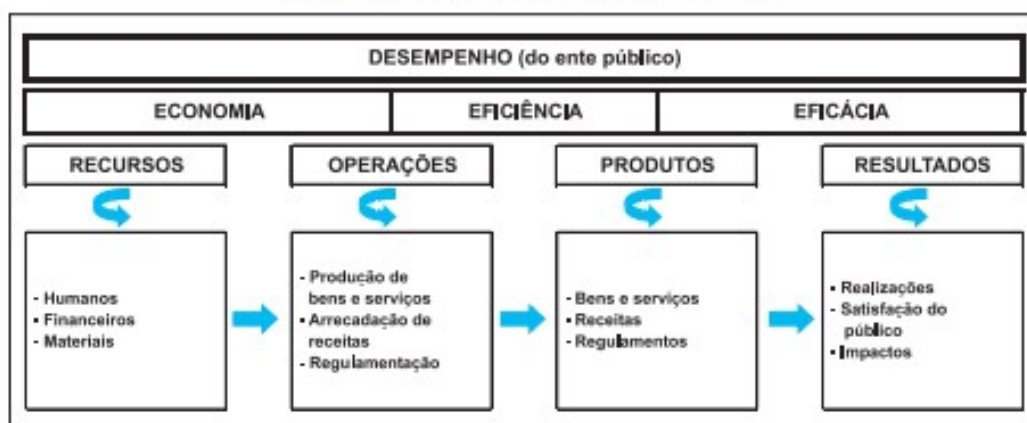 DESEMPENHO (do ente público)
ECONOMIA
EFICIÊNCIA
EFICÁCIA
RECURSOS
OPERAÇÕES
PRODUTOS
RESULTADOS
- Humanos
- Financeiros
- Materiais
- Produção de
bens e serviços
- Arrecadação de
receitas
- Regulamentação
- Bens e serviços
- Receitas
- Regulamentos
- Realizações
- Satisfação do
público
- Impactos